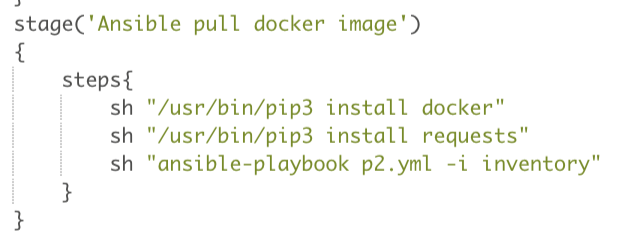 }
stage('Ansible pull docker image')
{
steps{
sh "/usr/bin/pip3 install docker"
sh "/usr/bin/pip3 install requests"
sh "ansible-playbook p2.yml -i inventory"
}
}